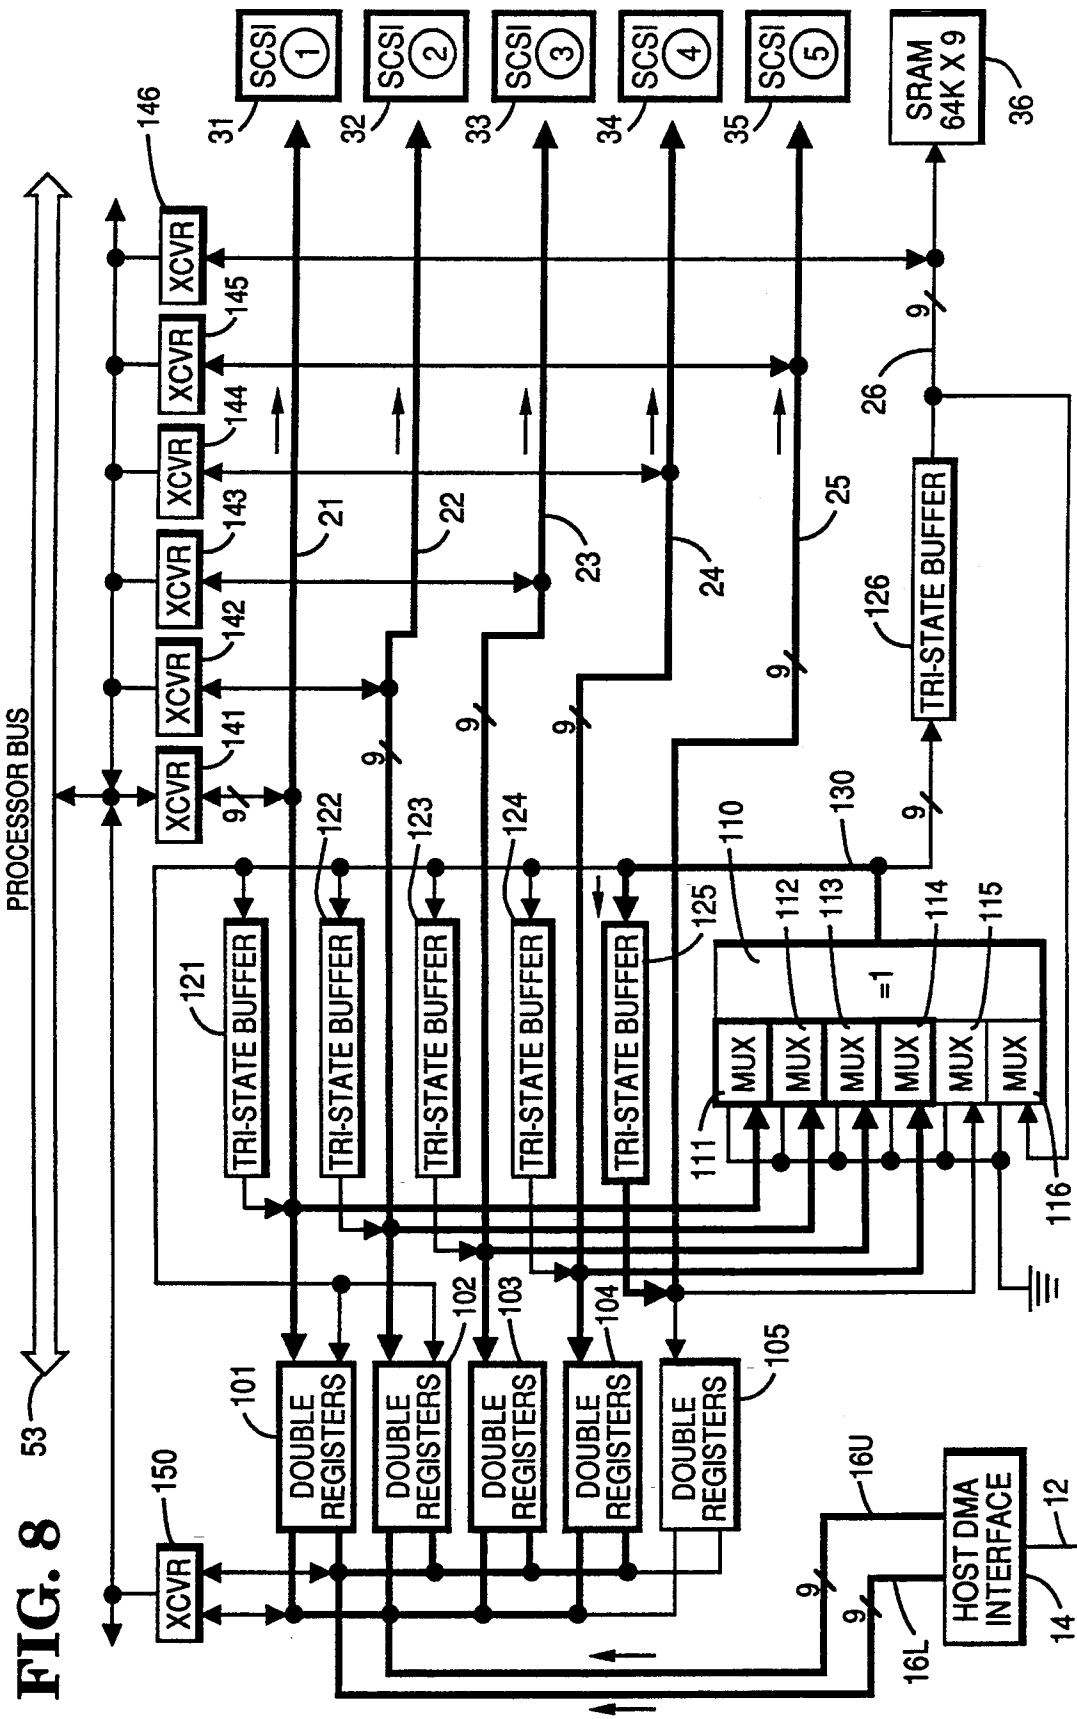 FIG. 8
PROCESSOR BUS
53
150
XCVR
XCVR
141
XCVR
142
XCVR
143
XCVR
144
XCVR
145
XCVR
146
9
31
SCSI
1
32
SCSI
2
33
SCSI
3
34
SCSI
4
35
SCSI
5
SRAM
64K X 9
36
21
22
23
24
25
26
9
9
9
9
9
9
101
DOUBLE
REGISTERS
DOUBLE
REGISTERS
102
DOUBLE
REGISTERS
103
DOUBLE
REGISTERS
104
DOUBLE
REGISTERS
105
121
TRI-STATE BUFFER
122
TRI-STATE BUFFER
123
TRI-STATE BUFFER
124
TRI-STATE BUFFER
TRI-STATE BUFFER
125
126
TRI-STATE BUFFER
130
110
=1
111
MUX
112
MUX
113
MUX
114
MUX
115
MUX
116
MUX
16U
9
9
16L
HOST DMA
INTERFACE
14
12